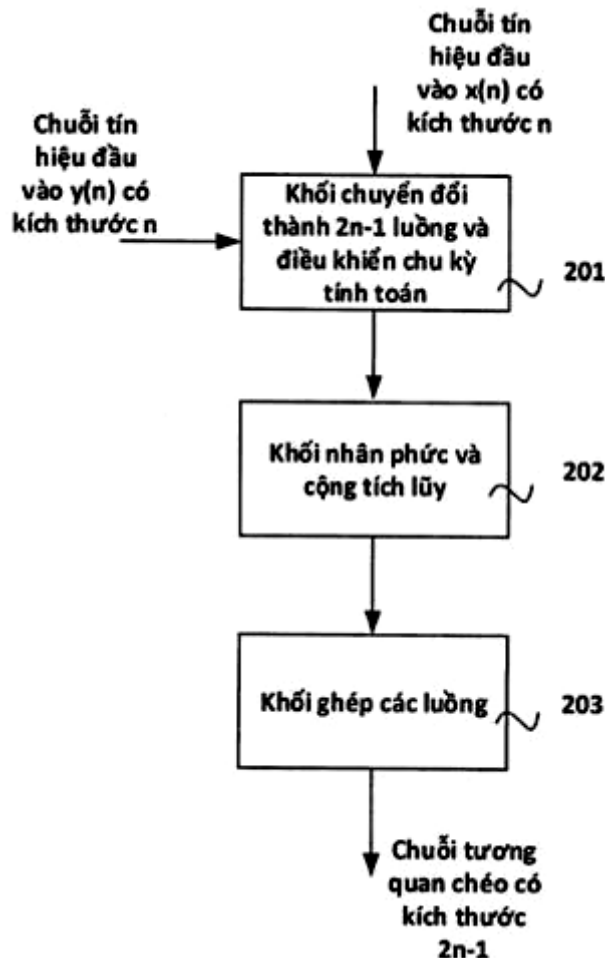 Chuỗi tín
hiệu đầu
vào x(n) có
kích thước n
Chuỗi tín
hiệu đầu
vào y(n) có
kích thước n
Khối chuyển đổi
thành 2n-1 luồng và
điều khiển chu kỳ
tính toán
201
Khối nhân phức và
cộng tích lũy
202
Khối ghép các luồng
203
Chuỗi tương
quan chéo có
kích thước
2n-1